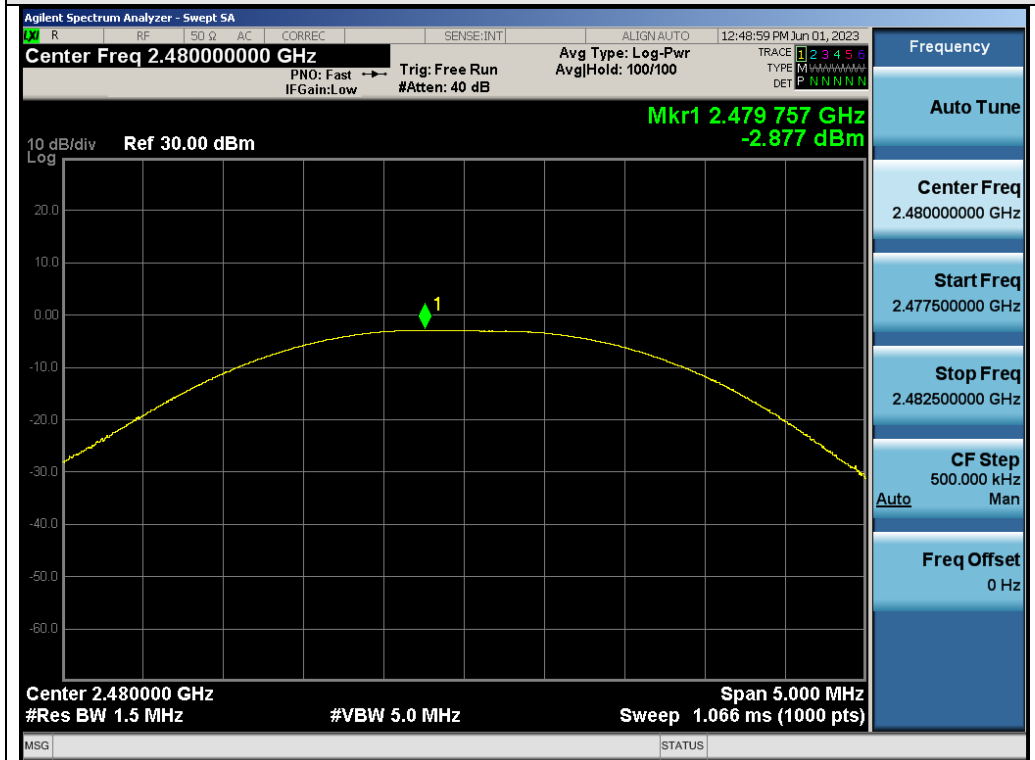 Agilent Spectrum Analyzer - Swept SA
LXI R RF 50 Ω AC CORREC SENSE:INT ALIGN AUTO 12:48:59 PM Jun 01, 2023
Center Freq 2.480000000 GHz
PNO: Fast
IFGain:Low
Trig: Free Run
#Atten: 40 dB
Avg Type: Log-Pwr
Avg|Hold: 100/100
TRACE 1 2 3 4 5 6
TYPE M WWWWW
DET P N N N N N
Mkr1 2.479 757 GHz
-2.877 dBm
10 dB/div Ref 30.00 dBm
Log
20.0
10.0
0.00
-10.0
-20.0
-30.0
-40.0
-50.0
-60.0
1
Center 2.480000 GHz Span 5.000 MHz
#Res BW 1.5 MHz #VBW 5.0 MHz Sweep 1.066 ms (1000 pts)
MSG STATUS
Frequency
Auto Tune
Center Freq
2.480000000 GHz
Start Freq
2.477500000 GHz
Stop Freq
2.482500000 GHz
CF Step
500.000 kHz
Auto Man
Freq Offset
0 Hz